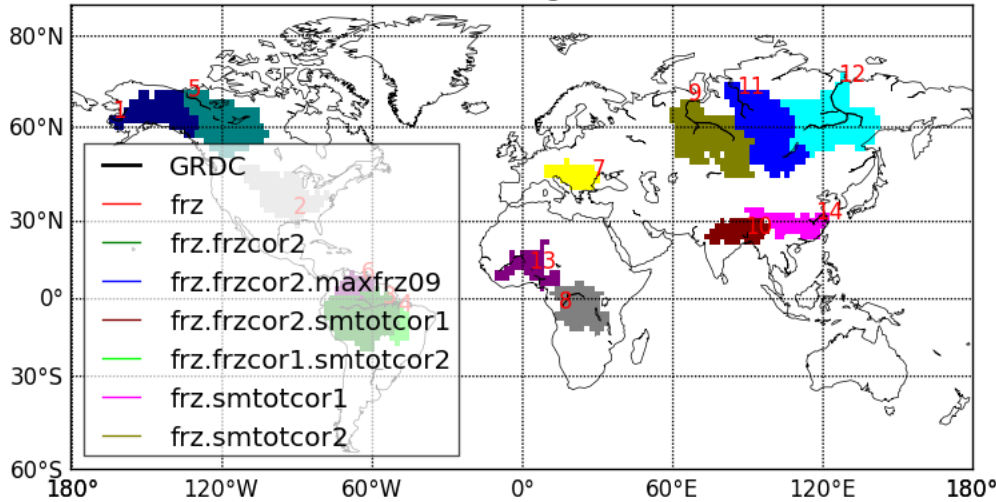 80°N
5
12
11
9
1
60°N
GRDC
7
frz
2
14
30°N
10
frz.frzcor2
13
6
frz.frzcor2.maxfrz09
0°
8
4
frz.frzcor2.smtotcor1
frz.frzcor1.smtotcor2
30°S
frz.smtotcor1
frz.smtotcor2
60°S
180°
120°W
60°W
0°
60°E
120°E
180°